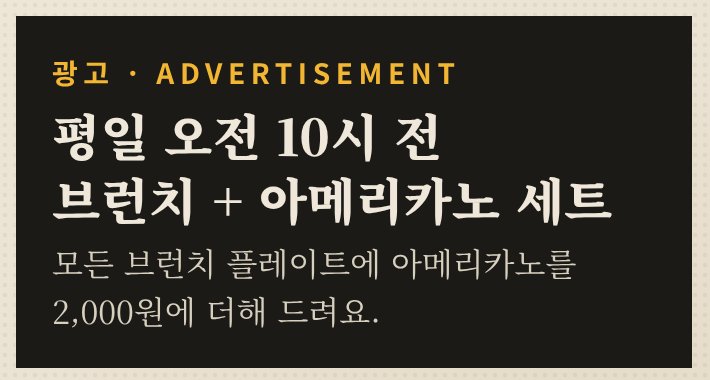 광고 · ADVERTISEMENT
평일 오전 10시 전
브런치 + 아메리카노 세트
모든 브런치 플레이트에 아메리카노를
2,000원에 더해 드려요.